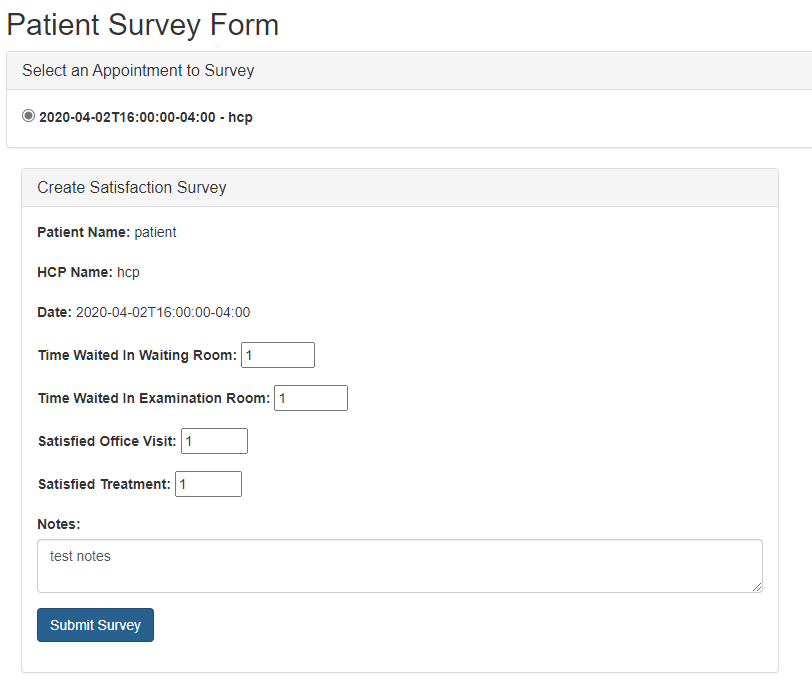 Patient Survey Form
Select an Appointment to Survey
2020-04-02T16:00:00-04:00 - hcp
Create Satisfaction Survey
Patient Name: patient
HCP Name: hcp
Date: 2020-04-02T16:00:00-04:00
Time Waited In Waiting Room: 1
Time Waited In Examination Room: 1
Satisfied Office Visit: 1
Satisfied Treatment: 1
Notes:
test notes
Submit Survey